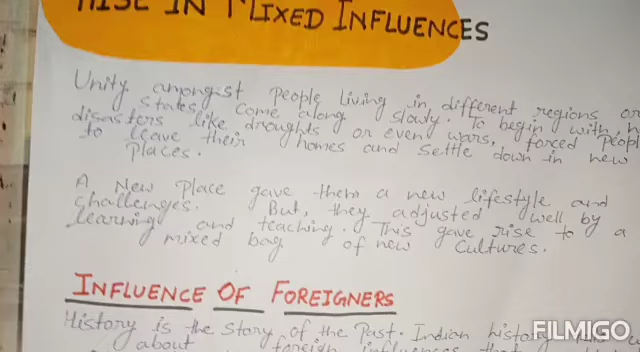 RISE IN MIXED INFLUENCES
Unity amongst people living in different regions or
states, come along slowly. To begin with,
disasters like droughts or even wars, forced people
to leave their homes and settle down in new
places.
A New Place gave them a new lifestyle and
challenges. But, they adjusted well by
learning and teaching. This gave rise to a
mixed bag of new cultures.
INFLUENCE OF FOREIGNERS
History is the story of the Past. Indian history
about foreign influences that
FILMIGO